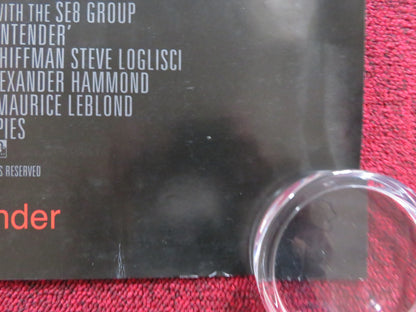 WITH THE SE8 GROUP
NTENDER'
HIFFMAN STEVE LOGLISCI
EXANDER HAMMOND
MAURICE LEBLOND
PIES
S RESERVED
nder